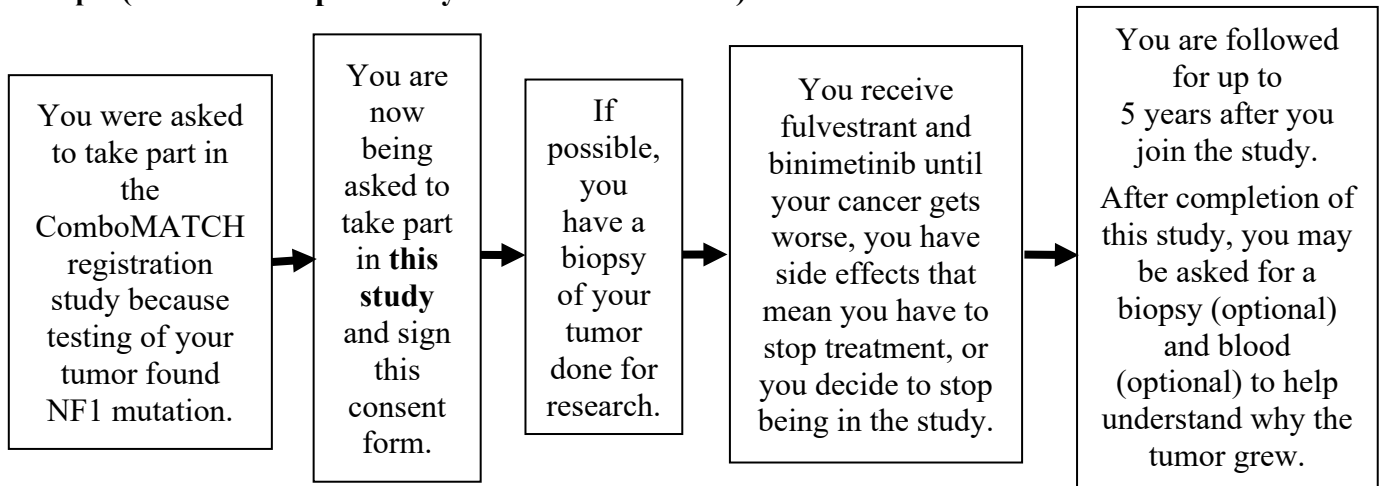 You were asked
to take part in
the
ComboMATCH
registration
study because
testing of your
tumor found
NF1 mutation.
You are
now
being
asked to
take part
in this
study
and sign
this
consent
form.
If
possible,
you
have a
biopsy
of your
tumor
done for
research.
You receive
fulvestrant and
binimetinib until
your cancer gets
worse, you have
side effects that
mean you have to
stop treatment, or
you decide to stop
being in the study.
You are followed
for up to
5 years after you
join the study.
After completion of
this study, you may
be asked for a
biopsy (optional)
and blood
(optional) to help
understand why the
tumor grew.